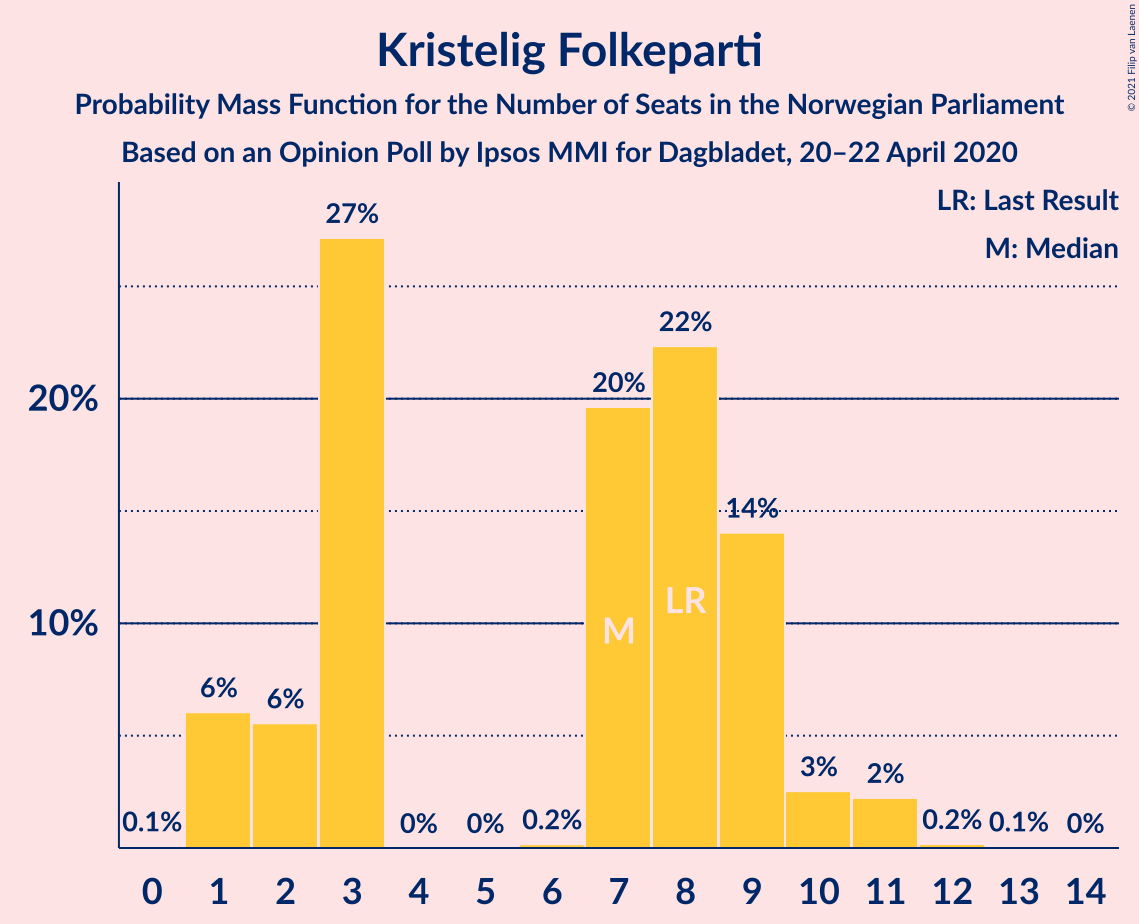 Kristelig Folkeparti
Probability Mass Function for the Number of Seats in the Norwegian Parliament
Based on an Opinion Poll by Ipsos MMI for Dagbladet, 20–22 April 2020
© 2021 Filip van Laenen
LR: Last Result
M: Median
27%
22%
20%
20%
14%
LR
10%
M
6%
6%
3%
2%
0.1%
0%
0%
0.2%
0.2%
0.1%
0%
0 1 2 3 4 5 6 7 8 9 10 11 12 13 14